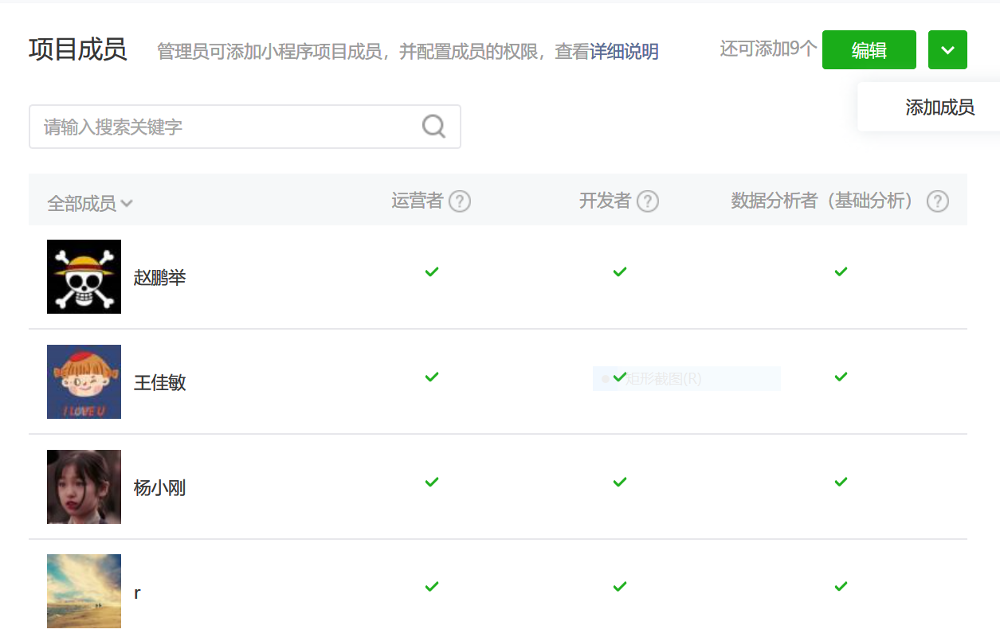 项目成员 管理员可添加小程序项目成员，并配置成员的权限，查看详细说明 还可添加9个 编辑
添加成员
请输入搜索关键字
全部成员 运营者 ? 开发者 ? 数据分析者（基础分析） ?
赵鹏举
王佳敏
矩形截图(R)
I LOVE U
杨小刚
r